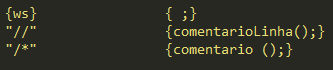 {ws} { ;}
"//" {comentarioLinha();}
"/*" {comentario ();}